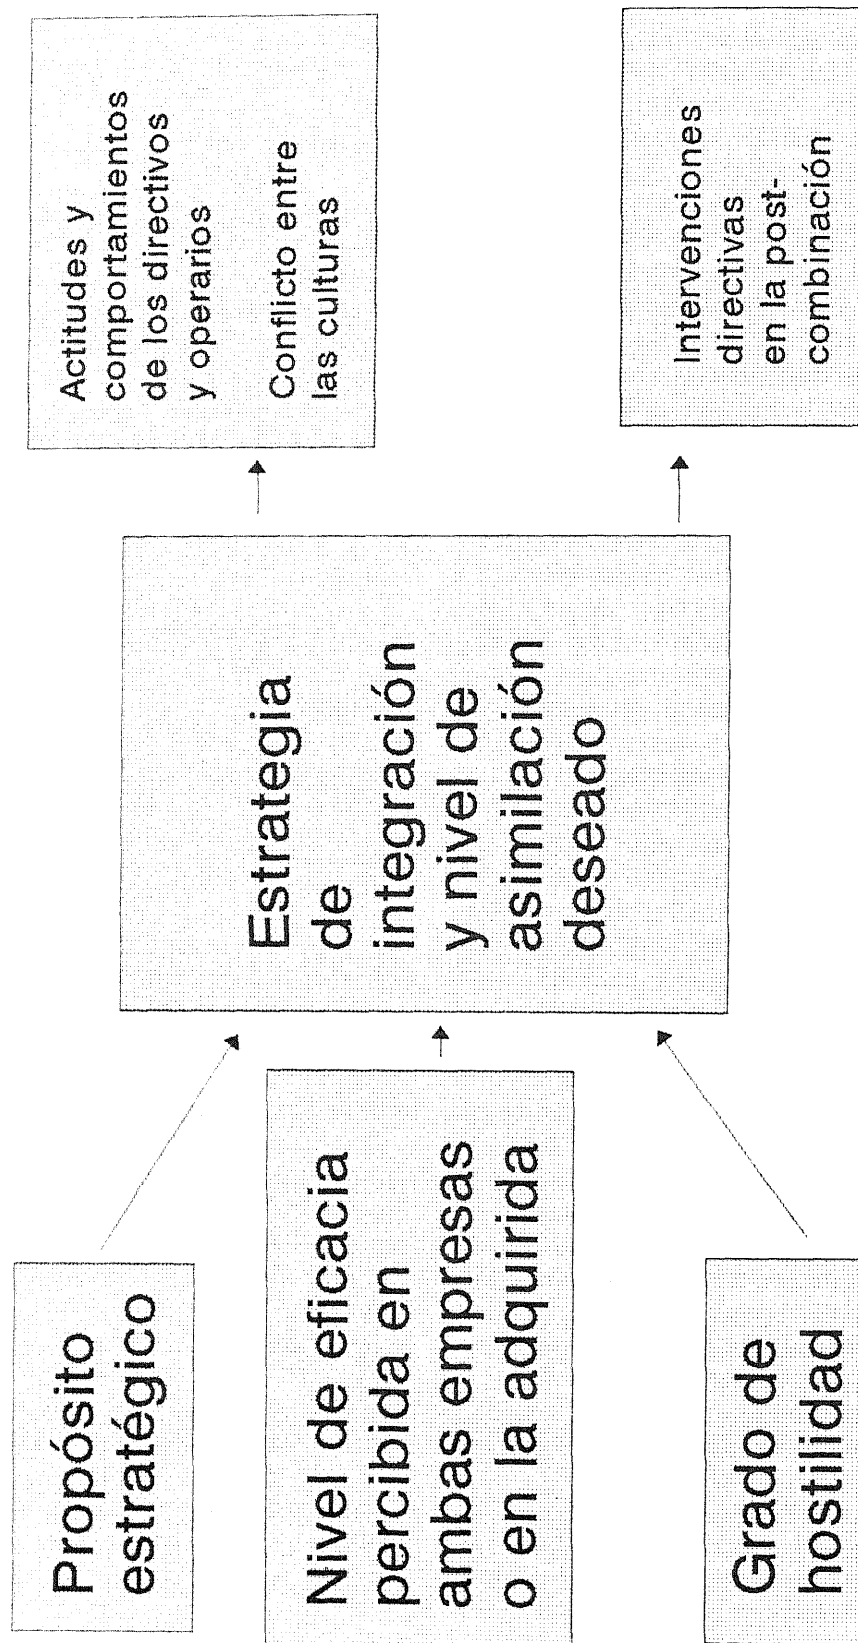 Propósito
estratégico
Nivel de eficacia
percibida en
ambas empresas
o en la adquirida
Grado de
hostilidad
Estrategia
de
integración
y nivel de
asimilación
deseado
Actitudes y
comportamientos
de los directivos
y operarios
Conflicto entre
las culturas
Intervenciones
directivas
en la post-
combinación